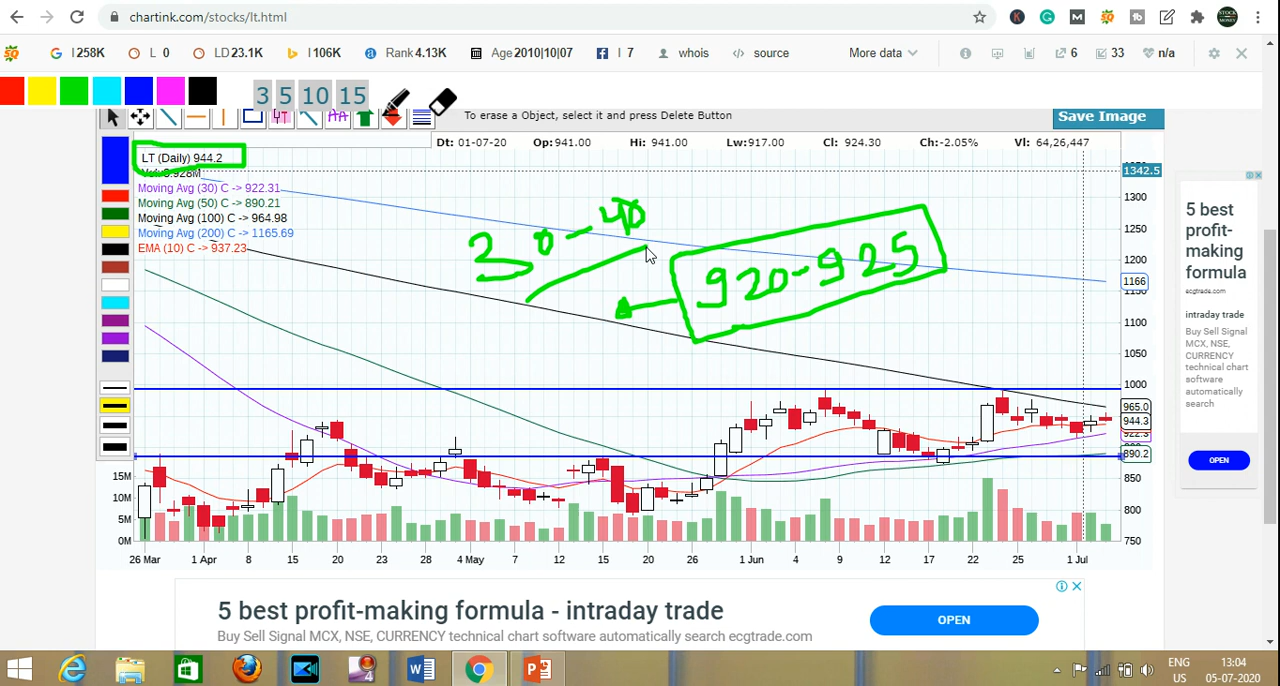 chartink.com/stocks/lt.html
I 258K L 0 LD 23.1K I 106K Rank 4.13K Age 2010|10|07 I 7 whois source More data 6 33 n/a
3 5 10 15
To erase a Object, select it and press Delete Button
Save Image
Dt: 01-07-20 Op: 941.00 Hi: 941.00 Lw: 917.00 Cl: 924.30 Ch: -2.05% Vl: 64,26,447
LT (Daily) 944.2
Moving Avg (30) C -> 922.31
Moving Avg (50) C -> 890.21
Moving Avg (100) C -> 964.98
Moving Avg (200) C -> 1165.69
EMA (10) C -> 937.23
30-40
920-925
1342.5
1300
1250
1200
1166
1150
1100
1050
1000
965.0
944.3
922.3
890.2
850
800
750
15M
10M
5M
0M
26 Mar 1 Apr 8 15 20 23 28 4 May 7 12 15 20 26 1 Jun 4 9 12 17 22 25 1 Jul
5 best profit-making formula - intraday trade
Buy Sell Signal MCX, NSE, CURRENCY technical chart software automatically search ecgtrade.com
OPEN
5 best
profit-
making
formula -
ecgtrade.com
intraday trade
Buy Sell Signal
MCX, NSE,
CURRENCY
technical chart
software
automatically
search
OPEN
ENG
US
13:04
05-07-2020